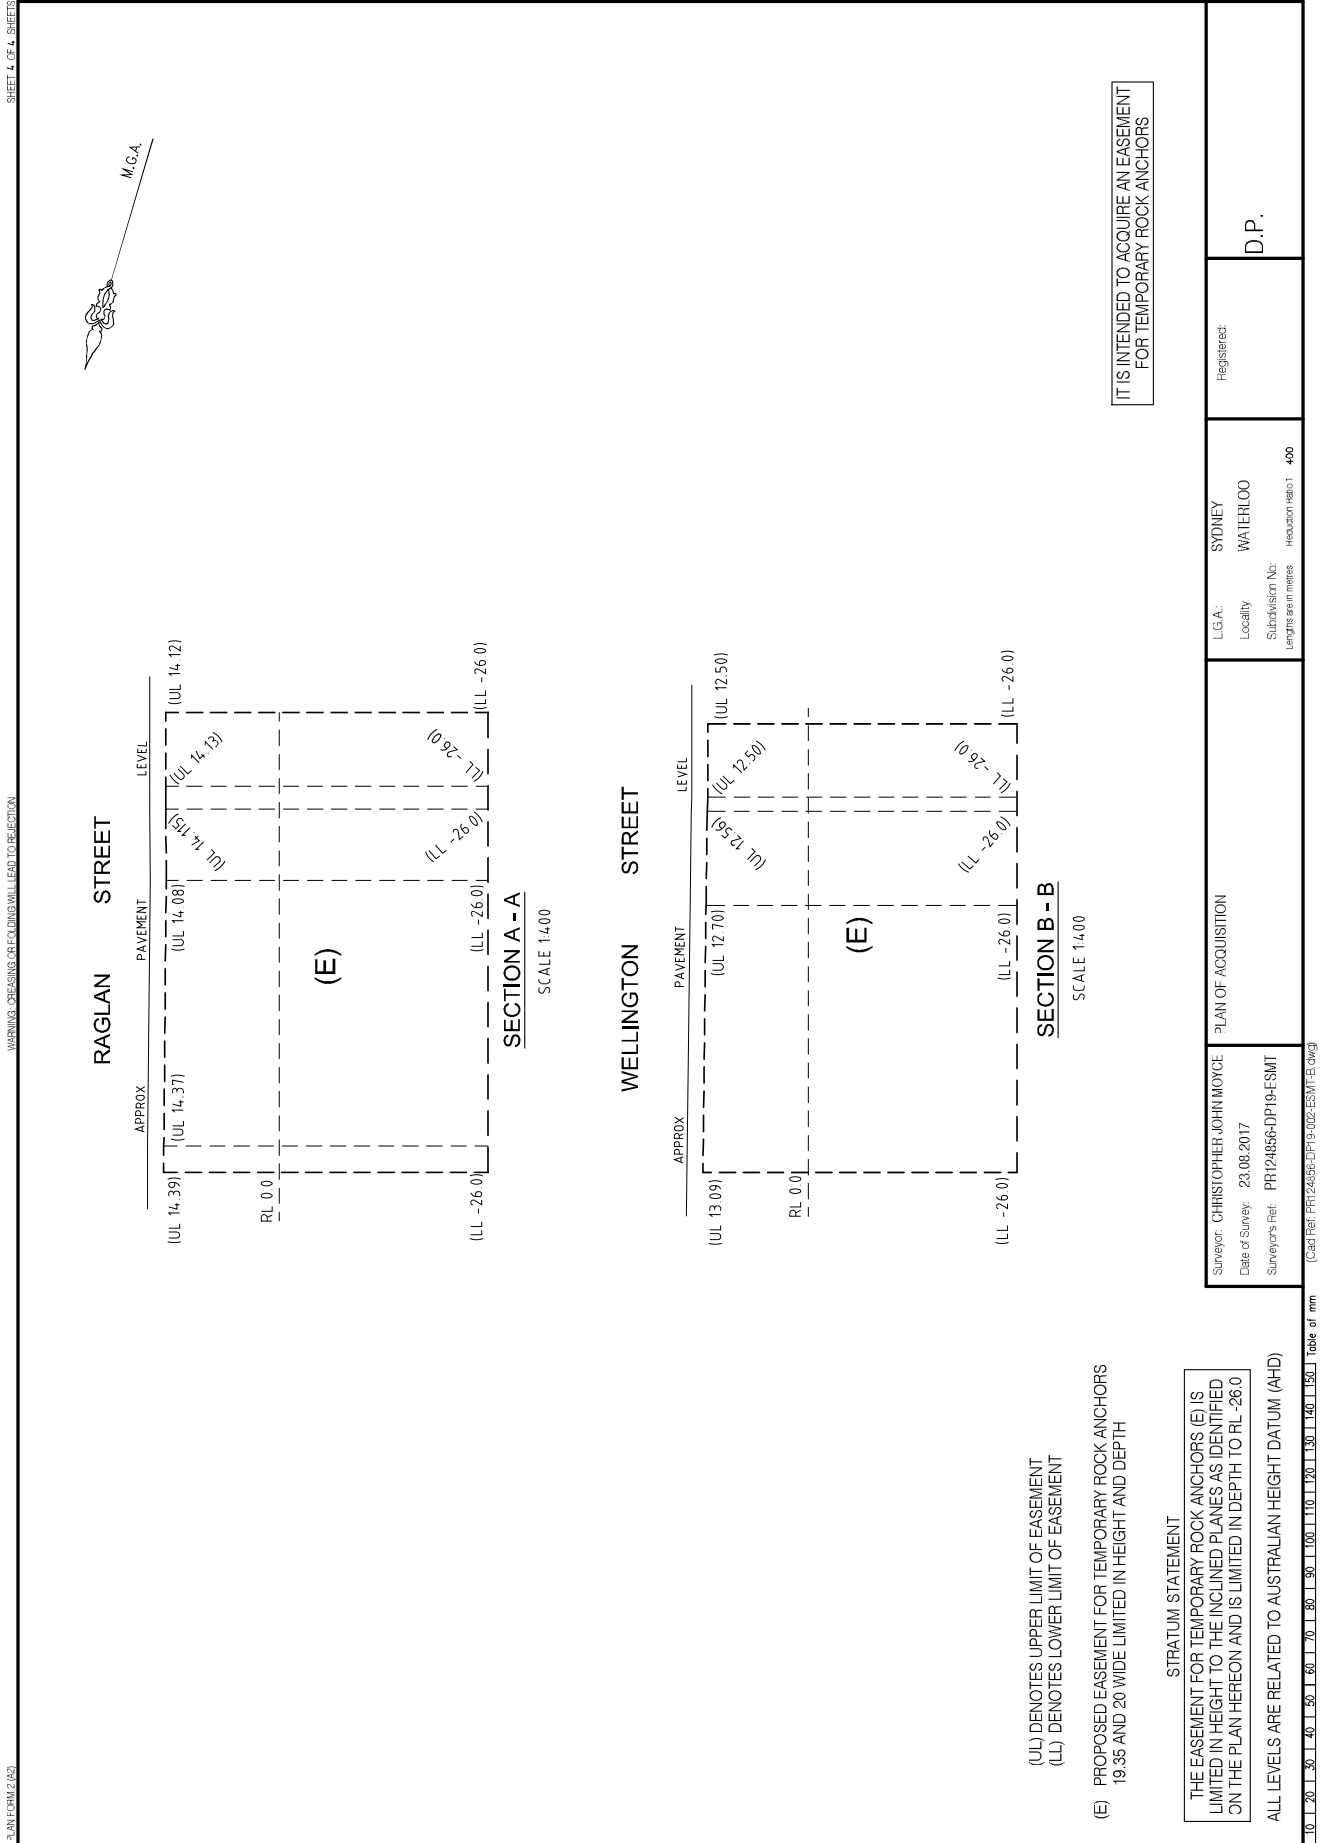 PLAN FORM 2 (A2)
WARNING: CREASING OR FOLDING WILL LEAD TO REJECTION
SHEET 4 OF 4 SHEETS
M.G.A.
RAGLAN STREET
APPROX PAVEMENT LEVEL
(UL 14.39)
(UL 14.37)
(UL 14.08)
(UL 14.115)
(UL 14.13)
(UL 14.12)
RL 0.0
(E)
(LL -26.0)
(LL -26.0)
(LL -26.0)
(LL -26.0)
(LL -26.0)
SECTION A - A
SCALE 1:400
WELLINGTON STREET
APPROX PAVEMENT LEVEL
(UL 13.09)
(UL 12.70)
(UL 12.56)
(UL 12.50)
(UL 12.50)
RL 0.0
(E)
(LL -26.0)
(LL -26.0)
(LL -26.0)
(LL -26.0)
(LL -26.0)
SECTION B - B
SCALE 1:400
(UL) DENOTES UPPER LIMIT OF EASEMENT
(LL) DENOTES LOWER LIMIT OF EASEMENT
(E) PROPOSED EASEMENT FOR TEMPORARY ROCK ANCHORS
19.35 AND 20 WIDE LIMITED IN HEIGHT AND DEPTH
STRATUM STATEMENT
THE EASEMENT FOR TEMPORARY ROCK ANCHORS (E) IS
LIMITED IN HEIGHT TO THE INCLINED PLANES AS IDENTIFIED
ON THE PLAN HEREON AND IS LIMITED IN DEPTH TO RL -26.0
ALL LEVELS ARE RELATED TO AUSTRALIAN HEIGHT DATUM (AHD)
IT IS INTENDED TO ACQUIRE AN EASEMENT
FOR TEMPORARY ROCK ANCHORS
Surveyor: CHRISTOPHER JOHN MOYCE
Date of Survey: 23.08.2017
Surveyor's Ref: PR124856-DP19-ESMT
PLAN OF ACQUISITION
L.G.A.: SYDNEY
Locality WATERLOO
Subdivision No:
Lengths are in metres. Reduction Ratio 1 400
Registered:
D.P.
10 20 30 40 50 60 70 80 90 100 110 120 130 140 150 Table of mm
(Cad Ref: PR124856-DP19-002-ESMT-B.dwg)